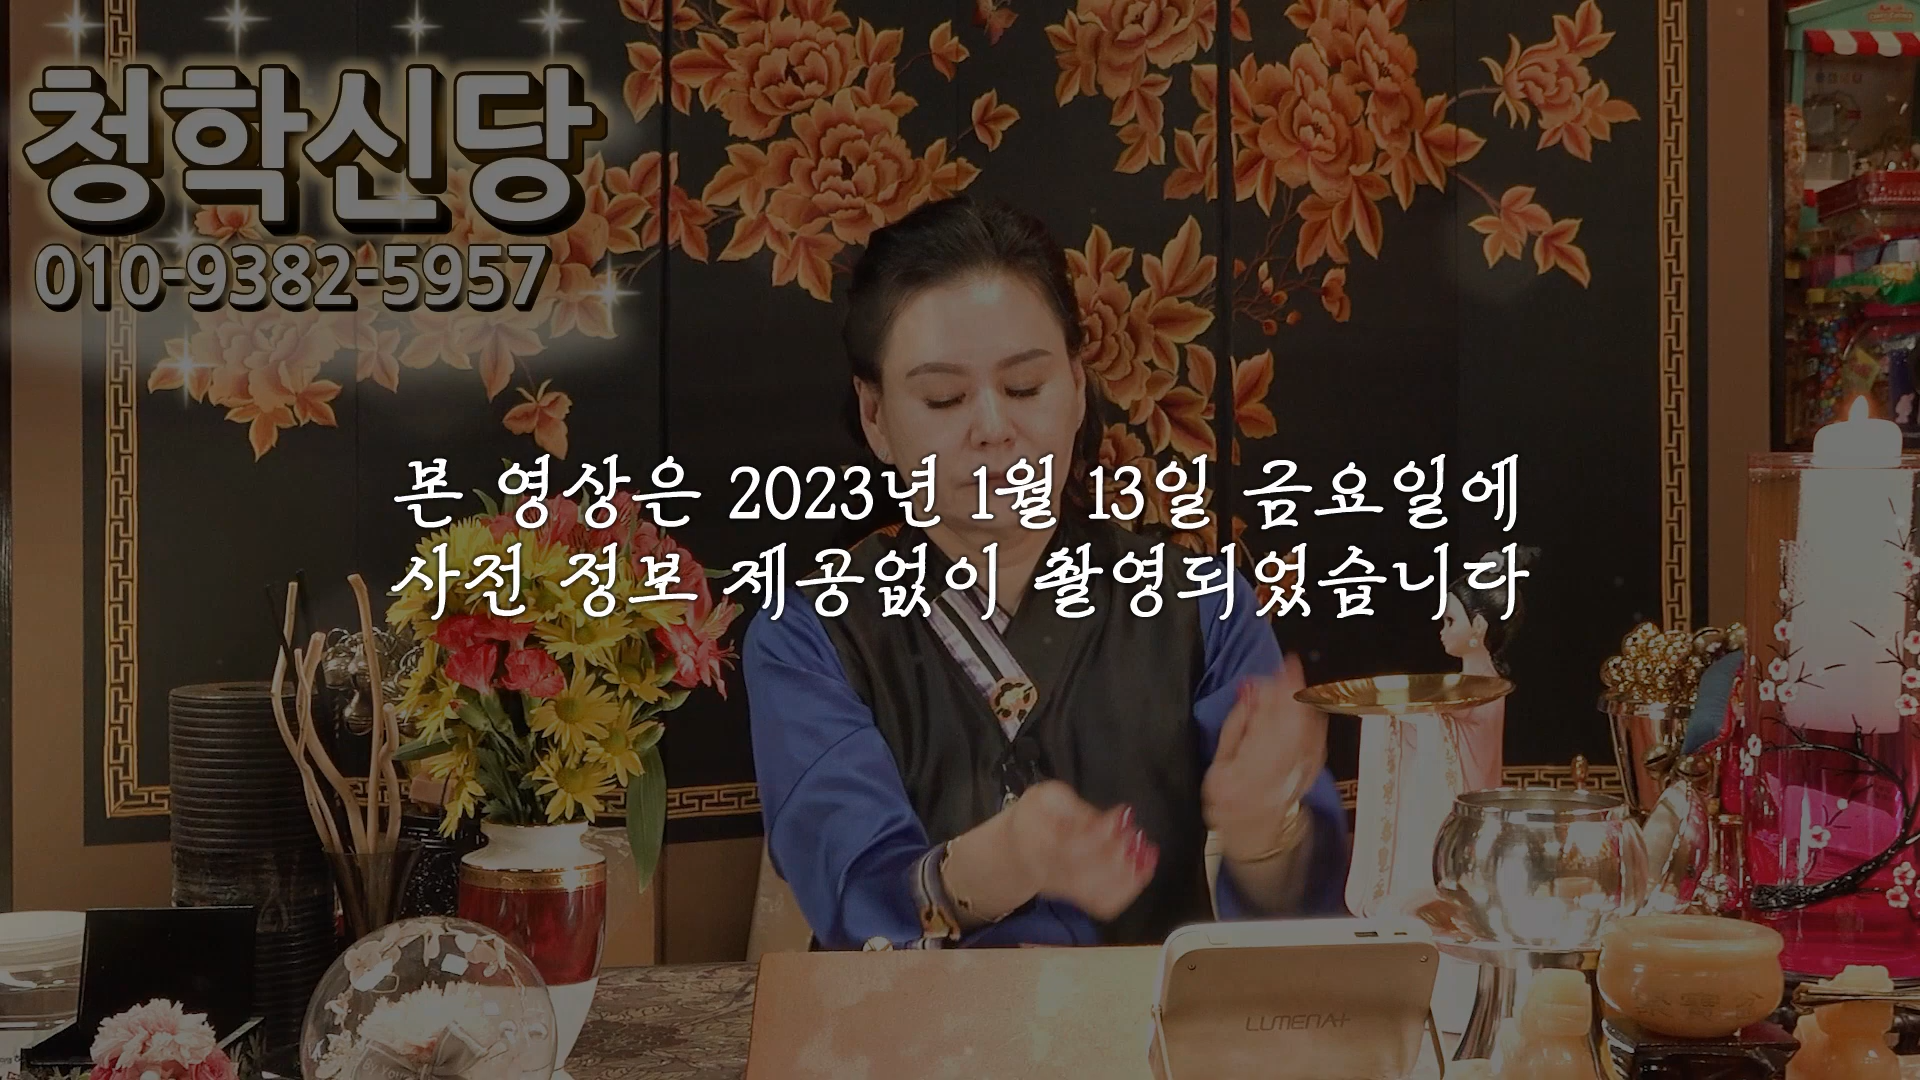 청학신당
010-9382-5957
본 영상은 2023년 1월 13일 금요일에
사전 정보 제공없이 촬영되었습니다
LUMENA+